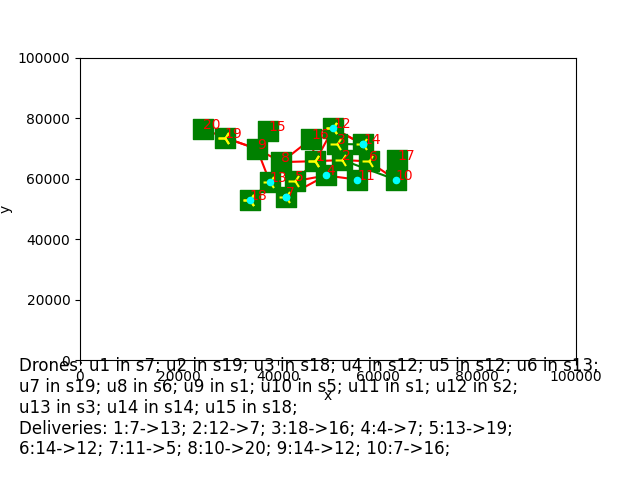 100000
80000
60000
40000
20000
0
y
20
19
15
12
14
17
10
11
13
18
0 20000 40000 60000 80000 100000
x
Drones: u1 in s7; u2 in s19; u3 in s18; u4 in s12; u5 in s12; u6 in s13;
u7 in s19; u8 in s6; u9 in s1; u10 in s5; u11 in s1; u12 in s2;
u13 in s3; u14 in s14; u15 in s18;
Deliveries: 1:7->13; 2:12->7; 3:18->16; 4:4->7; 5:13->19;
6:14->12; 7:11->5; 8:10->20; 9:14->12; 10:7->16;